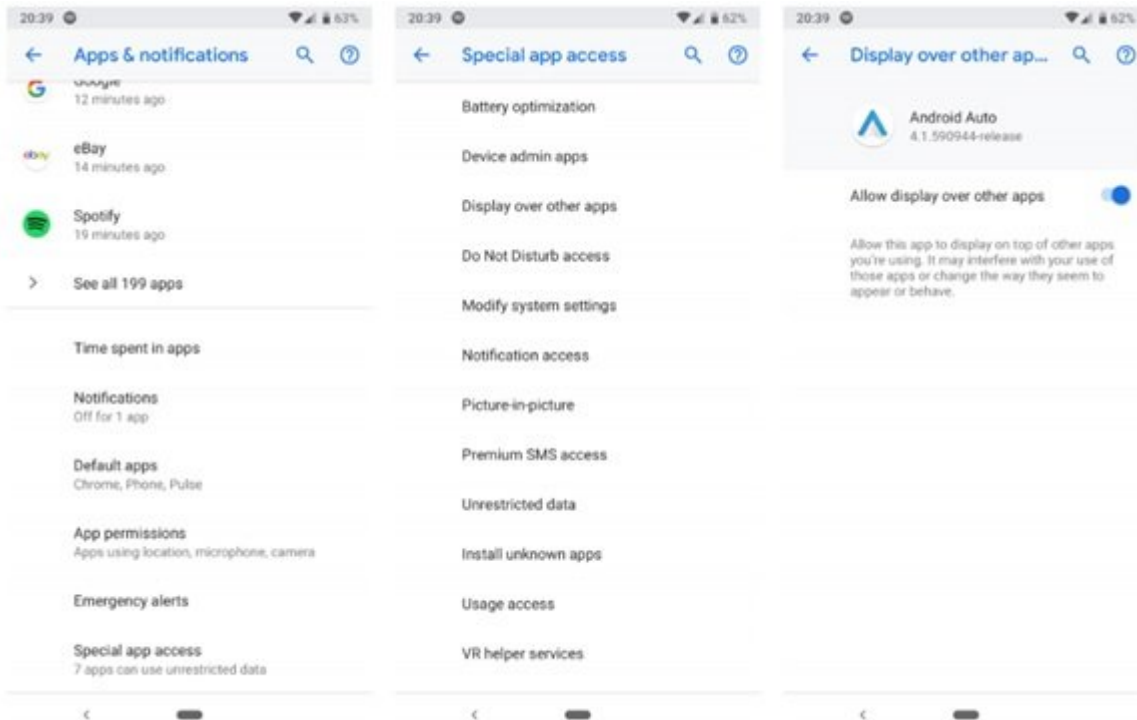 20:39
63%
Apps & notifications
Google
12 minutes ago
ebay
eBay
14 minutes ago
Spotify
19 minutes ago
See all 199 apps
Time spent in apps
Notifications
Off for 1 app
Default apps
Chrome, Phone, Pulse
App permissions
Apps using location, microphone, camera
Emergency alerts
Special app access
7 apps can use unrestricted data
20:39
62%
Special app access
Battery optimization
Device admin apps
Display over other apps
Do Not Disturb access
Modify system settings
Notification access
Picture-in-picture
Premium SMS access
Unrestricted data
Install unknown apps
Usage access
VR helper services
20:39
62%
Display over other ap...
Android Auto
4.1.590944-release
Allow display over other apps
Allow this app to display on top of other apps
you're using. It may interfere with your use of
those apps or change the way they seem to
appear or behave.